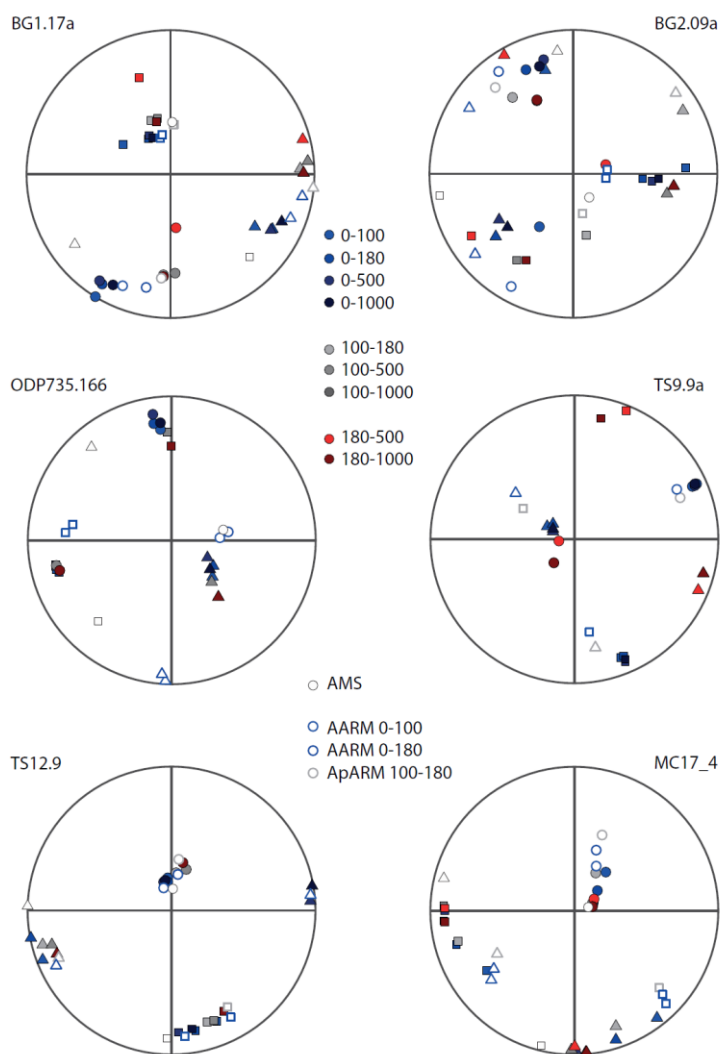 BG1.17a
BG2.09a
0-100
0-180
0-500
0-1000
100-180
100-500
100-1000
180-500
180-1000
ODP735.166
TS9.9a
AMS
AARM 0-100
AARM 0-180
ApARM 100-180
TS12.9
MC17_4